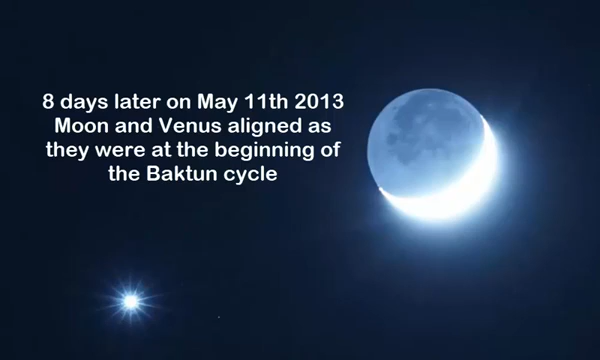 8 days later on May 11th 2013
Moon and Venus aligned as
they were at the beginning of
the Baktun cycle